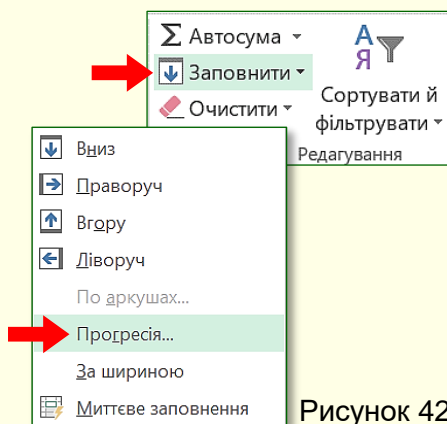 Автосума
Заповнити
Очистити
Сортувати й
фільтрувати
Редагування
Вниз
Праворуч
Вгору
Ліворуч
По аркушах...
Прогресія...
За шириною
Миттєве заповнення
Рисунок 42